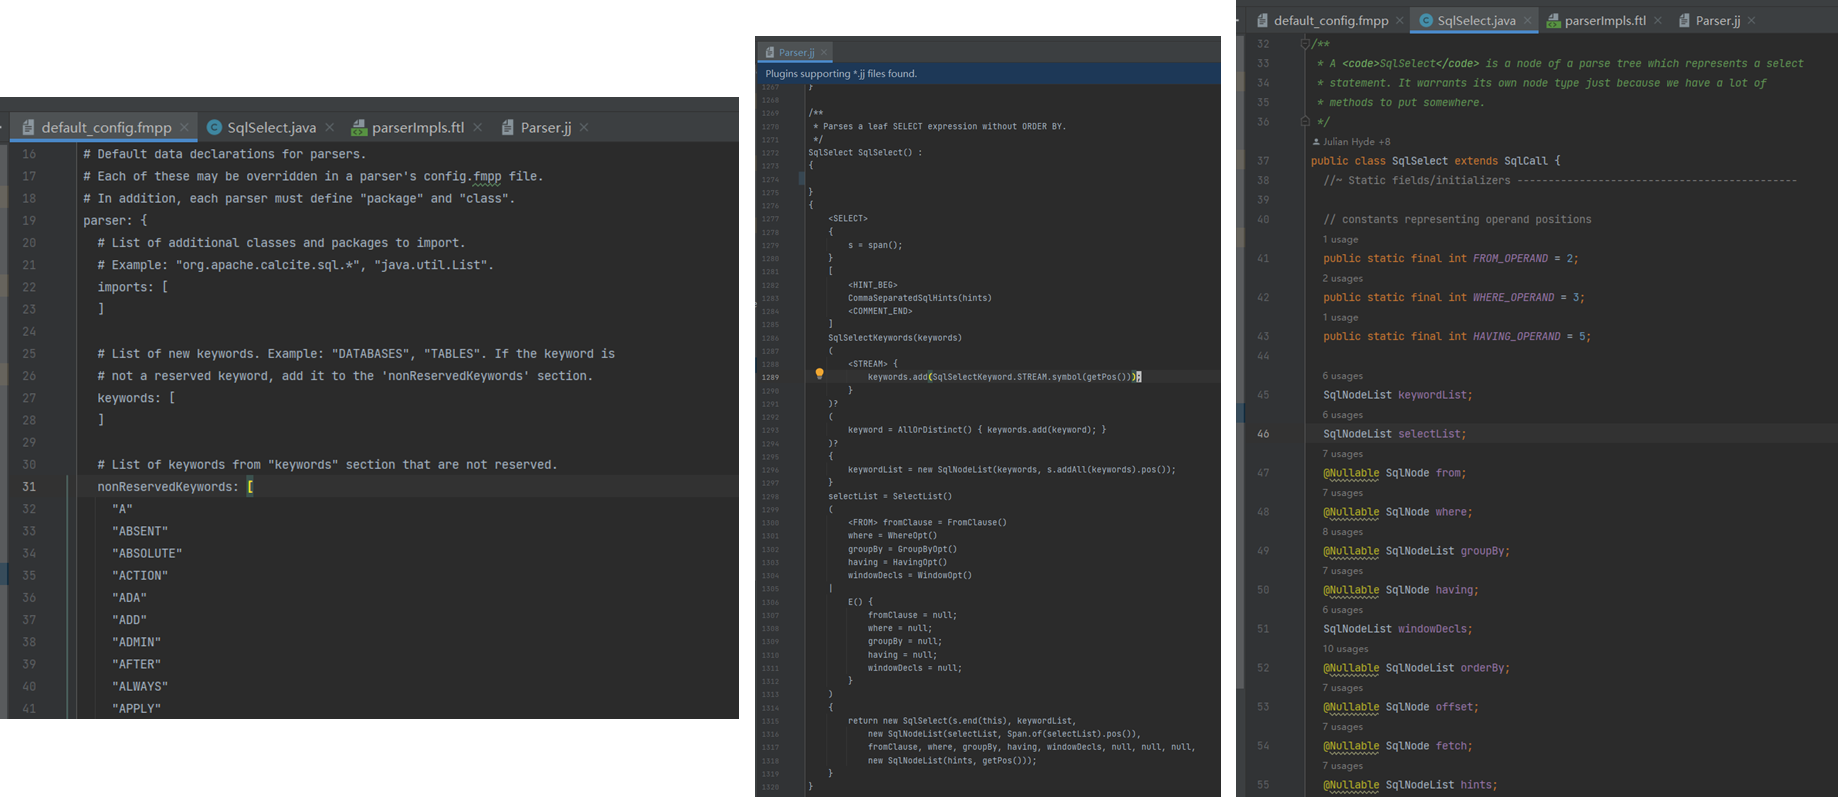 default_config.fmpp
SqlSelect.java
parserImpls.ftl
Parser.jj
16 # Default data declarations for parsers.
17 # Each of these may be overridden in a parser's config.fmpp file.
18 # In addition, each parser must define "package" and "class".
19 parser: {
20 # List of additional classes and packages to import.
21 # Example: "org.apache.calcite.sql.*", "java.util.List".
22 imports: [
23 ]
24
25 # List of new keywords. Example: "DATABASES", "TABLES". If the keyword is
26 # not a reserved keyword, add it to the 'nonReservedKeywords' section.
27 keywords: [
28 ]
29
30 # List of keywords from "keywords" section that are not reserved.
31 nonReservedKeywords: [
32 "A"
33 "ABSENT"
34 "ABSOLUTE"
35 "ACTION"
36 "ADA"
37 "ADD"
38 "ADMIN"
39 "AFTER"
40 "ALWAYS"
41 "APPLY"
Parser.jj
Plugins supporting *.jj files found.
1267 }
1268
1269 /**
1270 * Parses a leaf SELECT expression without ORDER BY.
1271 */
1272 SqlSelect SqlSelect() :
1273 {
1274
1275 }
1276 {
1277 <SELECT>
1278 {
1279 s = span();
1280 }
1281 [
1282 <HINT_BEG>
1283 CommaSeparatedSqlHints(hints)
1284 <COMMENT_END>
1285 ]
1286 SqlSelectKeywords(keywords)
1287 (
1288 <STREAM> {
1289 keywords.add(SqlSelectKeyword.STREAM.symbol(getPos()));
1290 }
1291 )?
1292 (
1293 keyword = AllOrDistinct() { keywords.add(keyword); }
1294 )?
1295 {
1296 keywordList = new SqlNodeList(keywords, s.addAll(keywords).pos());
1297 }
1298 selectList = SelectList()
1299 (
1300 <FROM> fromClause = FromClause()
1301 where = WhereOpt()
1302 groupBy = GroupByOpt()
1303 having = HavingOpt()
1304 windowDecls = WindowOpt()
1305 |
1306 E() {
1307 fromClause = null;
1308 where = null;
1309 groupBy = null;
1310 having = null;
1311 windowDecls = null;
1312 }
1313 )
1314 {
1315 return new SqlSelect(s.end(this), keywordList,
1316 new SqlNodeList(selectList, Span.of(selectList).pos()),
1317 fromClause, where, groupBy, having, windowDecls, null, null, null,
1318 new SqlNodeList(hints, getPos()));
1319 }
1320 }
default_config.fmpp
SqlSelect.java
parserImpls.ftl
Parser.jj
32 /**
33 * A <code>SqlSelect</code> is a node of a parse tree which represents a select
34 * statement. It warrants its own node type just because we have a lot of
35 * methods to put somewhere.
36 */
Julian Hyde +8
37 public class SqlSelect extends SqlCall {
38 //~ Static fields/initializers ---------------------------------------------
39
40 // constants representing operand positions
1 usage
41 public static final int FROM_OPERAND = 2;
2 usages
42 public static final int WHERE_OPERAND = 3;
1 usage
43 public static final int HAVING_OPERAND = 5;
44
6 usages
45 SqlNodeList keywordList;
6 usages
46 SqlNodeList selectList;
7 usages
47 @Nullable SqlNode from;
7 usages
48 @Nullable SqlNode where;
8 usages
49 @Nullable SqlNodeList groupBy;
7 usages
50 @Nullable SqlNode having;
6 usages
51 SqlNodeList windowDecls;
10 usages
52 @Nullable SqlNodeList orderBy;
7 usages
53 @Nullable SqlNode offset;
7 usages
54 @Nullable SqlNode fetch;
7 usages
55 @Nullable SqlNodeList hints;